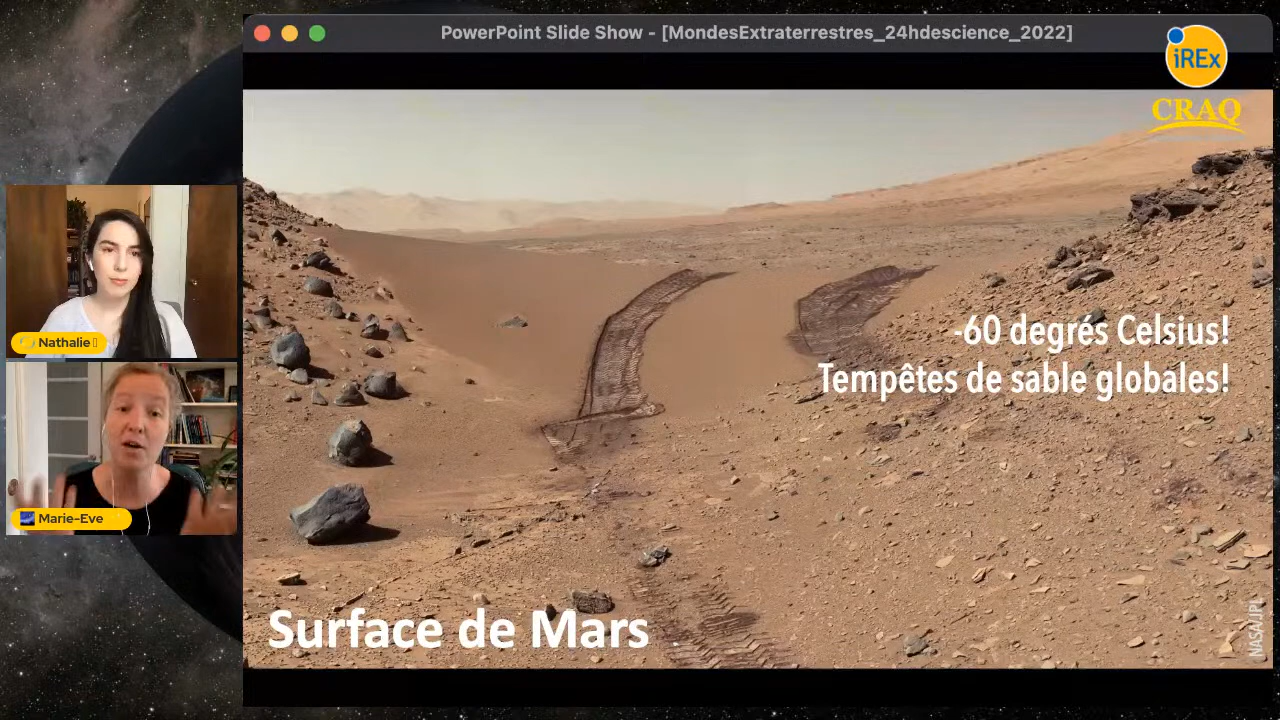 PowerPoint Slide Show - [MondesExtraterrestres_24hdescience_2022]
iREx
CRAQ
Nathalie
Marie-Eve
-60 degrés Celsius!
Tempêtes de sable globales!
Surface de Mars
NASA/JPL